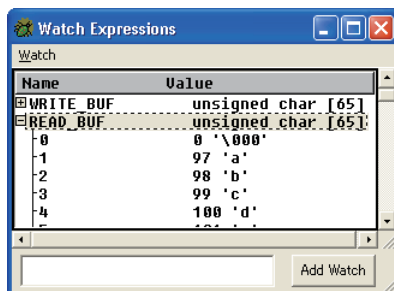 Watch Expressions
Watch
Name Value
WRITE_BUF unsigned char [65]
READ_BUF unsigned char [65]
0 0 '\000'
1 97 'a'
2 98 'b'
3 99 'c'
4 100 'd'
Add Watch